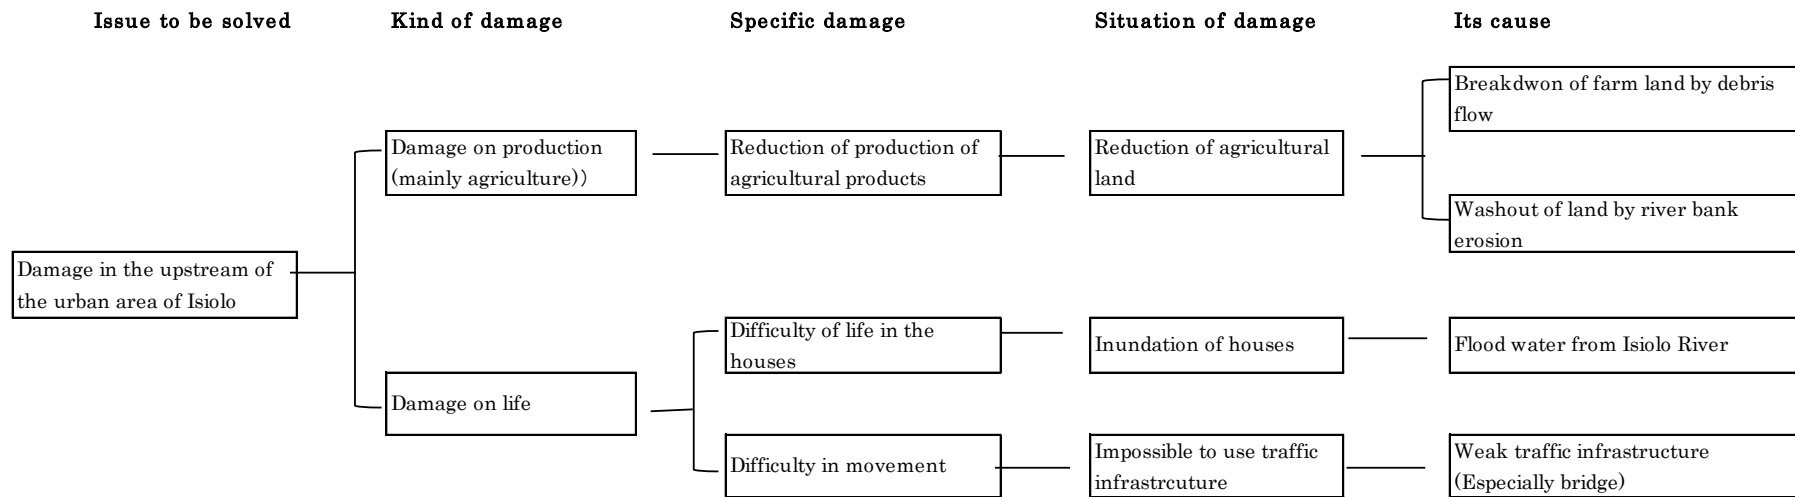 Issue to be solved
Kind of damage
Specific damage
Situation of damage
Its cause
Damage in the upstream of
the urban area of Isiolo
Damage on production
(mainly agriculture))
Reduction of production of
agricultural products
Reduction of agricultural
land
Breakdwon of farm land by debris
flow
Washout of land by river bank
erosion
Damage on life
Difficulty of life in the
houses
Inundation of houses
Flood water from Isiolo River
Difficulty in movement
Impossible to use traffic
infrastrcuture
Weak traffic infrastructure
(Especially bridge)